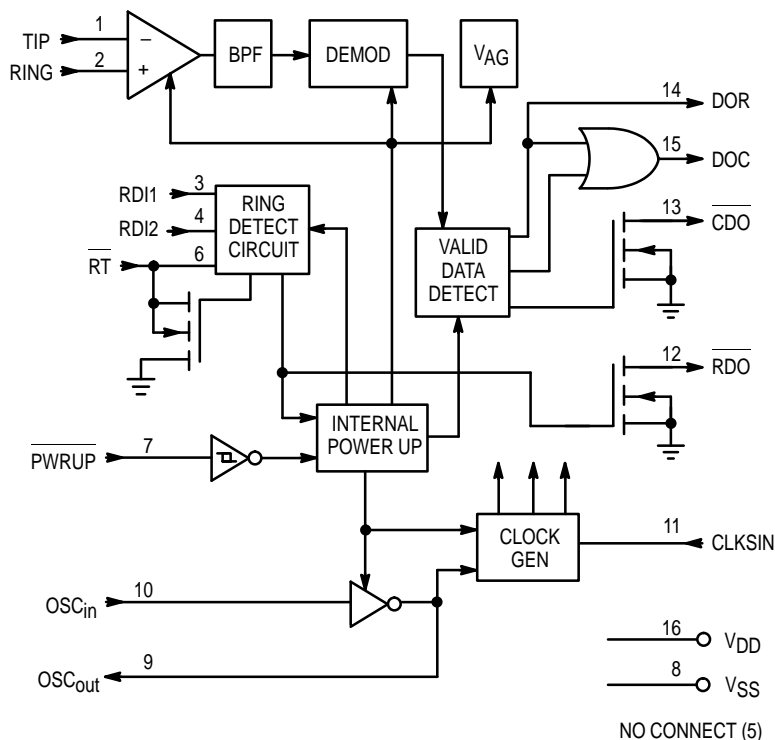 TIP
1
RING
2
−
+
BPF
DEMOD
VAG
14
DOR
15
DOC
RDI1
3
RDI2
4
RT
6
RING
DETECT
CIRCUIT
VALID
DATA
DETECT
13
CDO
12
RDO
PWRUP
7
INTERNAL
POWER UP
CLOCK
GEN
11
CLKSIN
OSCin
10
OSCout
9
16
VDD
8
VSS
NO CONNECT (5)